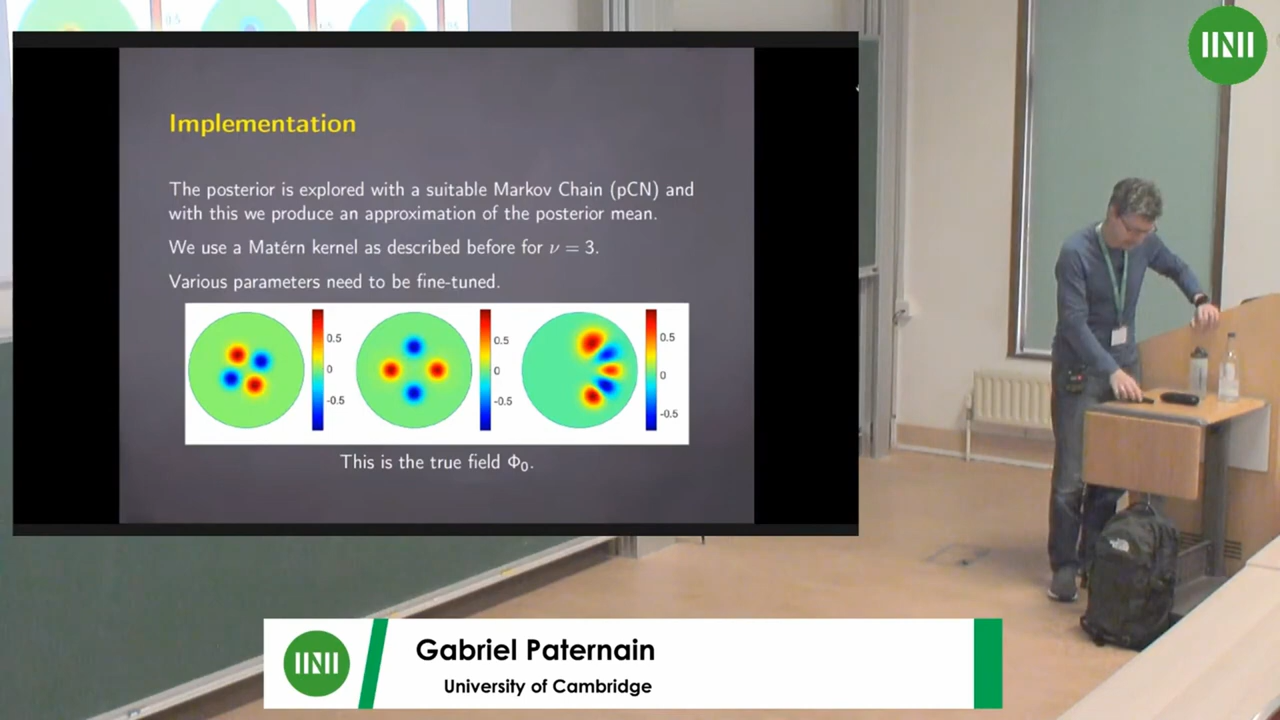 Implementation
The posterior is explored with a suitable Markov Chain (pCN) and
with this we produce an approximation of the posterior mean.
We use a Matérn kernel as described before for ν = 3.
Various parameters need to be fine-tuned.
0.5
0
-0.5
0.5
0
-0.5
0.5
0
-0.5
This is the true field Φ₀.
Gabriel Paternain
University of Cambridge